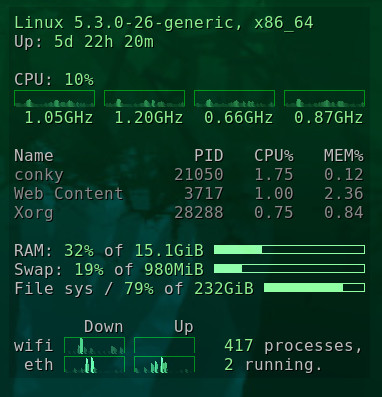 Linux 5.3.0-26-generic, x86_64
Up: 5d 22h 20m
CPU: 10%
1.05GHz 1.20GHz 0.66GHz 0.87GHz
Name PID CPU% MEM%
conky 21050 1.75 0.12
Web Content 3717 1.00 2.36
Xorg 28288 0.75 0.84
RAM: 32% of 15.1GiB
Swap: 19% of 980MiB
File sys / 79% of 232GiB
Down Up
wifi 417 processes,
eth 2 running.